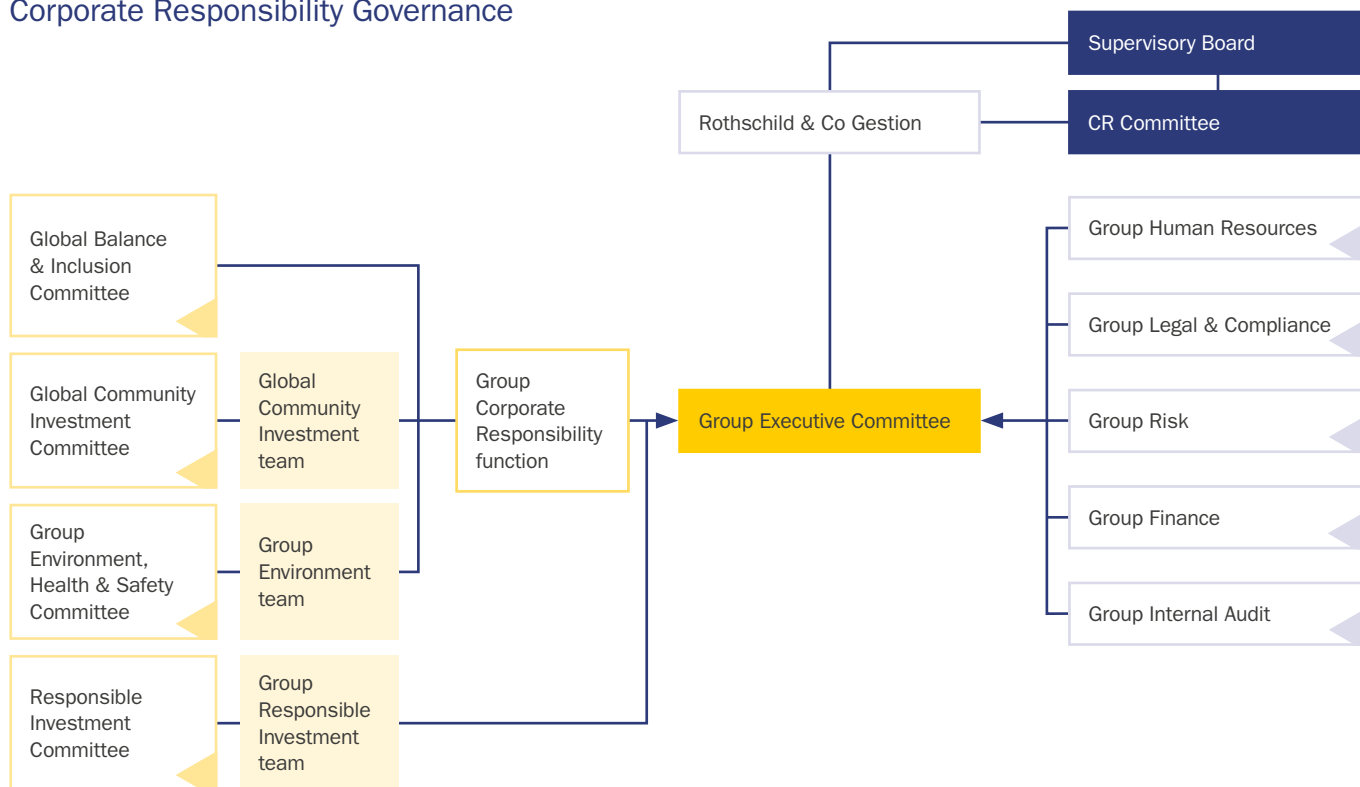 Corporate Responsibility Governance
Supervisory Board
Rothschild & Co Gestion
CR Committee
Global Balance
& Inclusion
Committee
Global Community
Investment
Committee
Global
Community
Investment
team
Group
Environment,
Health & Safety
Committee
Group
Environment
team
Responsible
Investment
Committee
Group
Responsible
Investment
team
Group
Corporate
Responsibility
function
Group Executive Committee
Group Human Resources
Group Legal & Compliance
Group Risk
Group Finance
Group Internal Audit